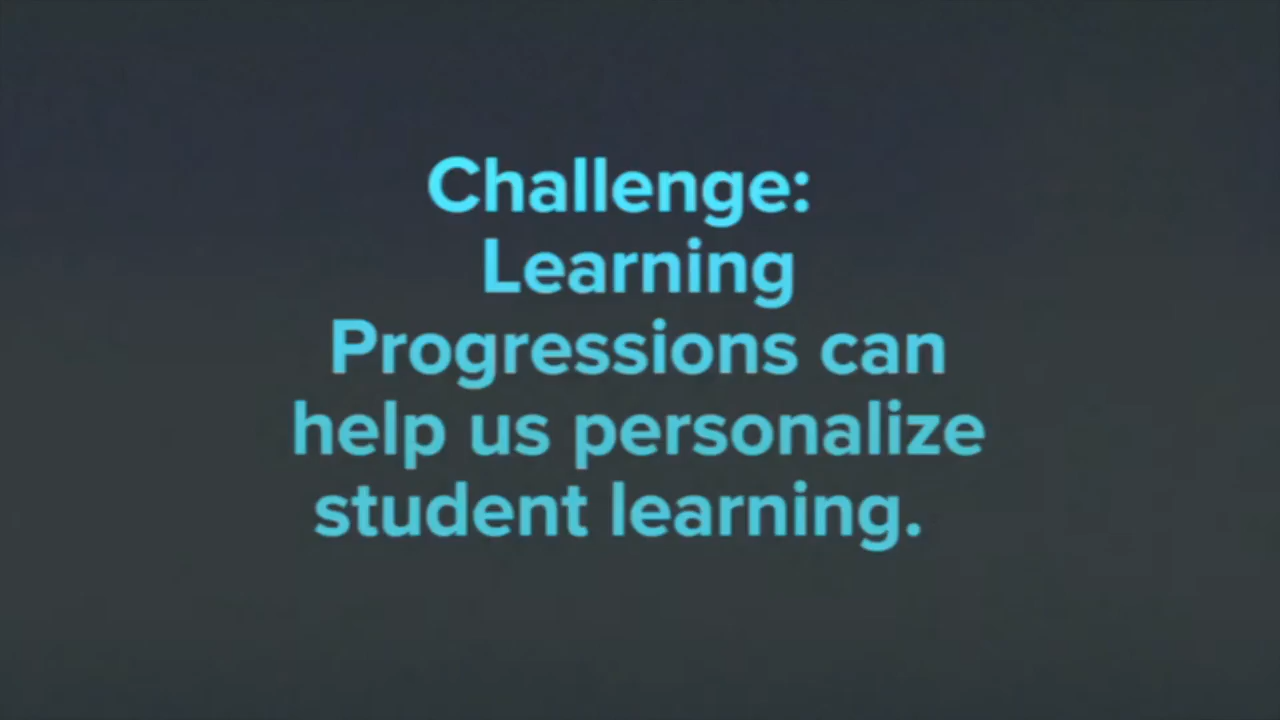 Challenge:
Learning
Progressions can
help us personalize
student learning.